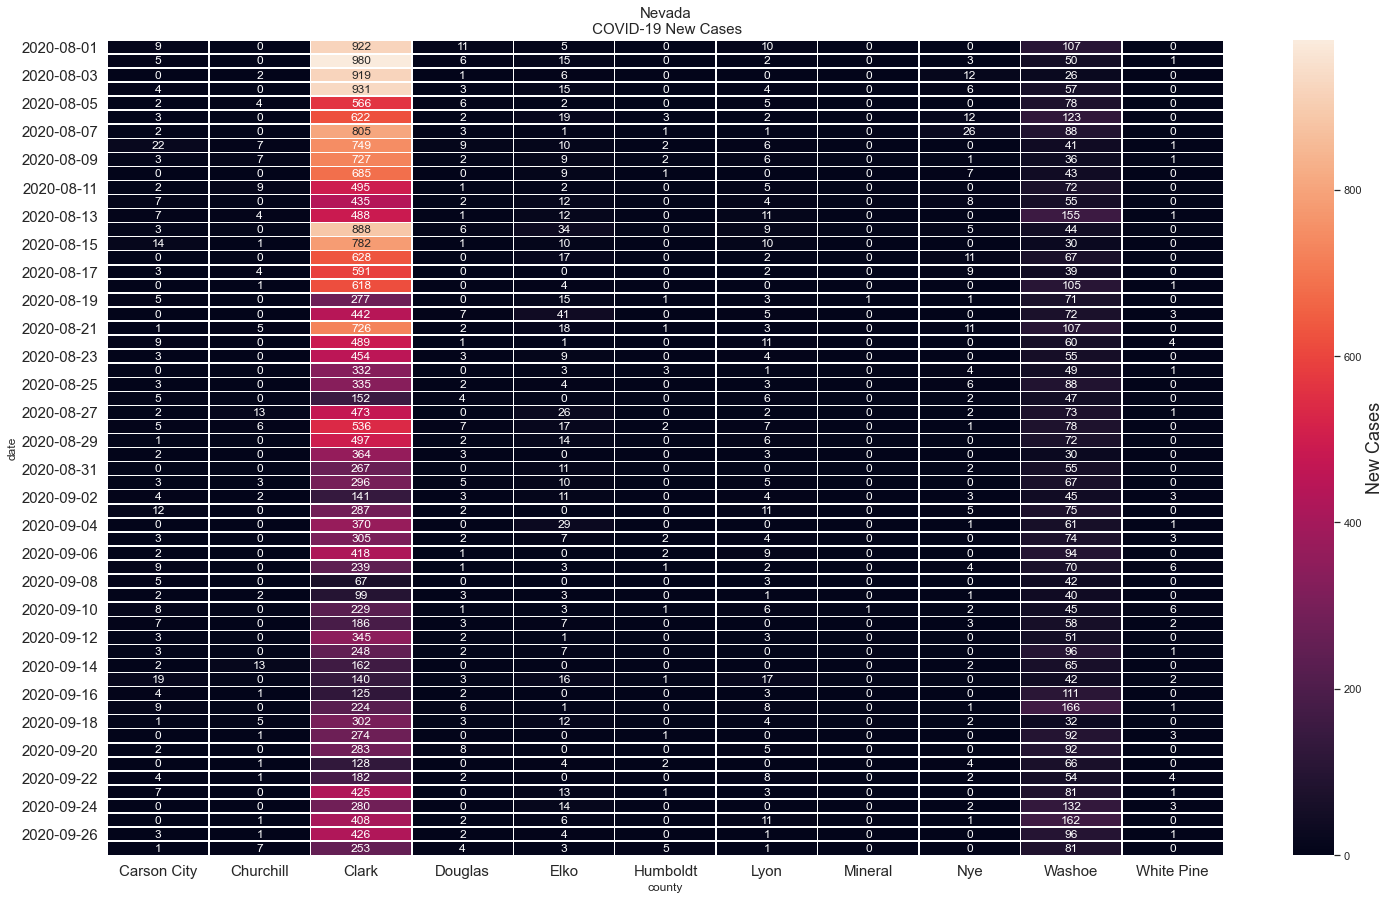 Nevada
COVID-19 New Cases
2020-08-01 9 0 922 11 5 0 10 0 0 107 0
5 0 980 6 15 0 2 0 3 50 1
2020-08-03 0 2 919 1 6 0 0 0 12 26 0
4 0 931 3 15 0 4 0 6 57 0
2020-08-05 2 4 566 6 2 0 5 0 0 78 0
3 0 622 2 19 3 2 0 12 123 0
2020-08-07 2 0 805 3 1 1 1 0 26 88 0
22 7 749 9 10 2 6 0 0 41 1
2020-08-09 3 7 727 2 9 2 6 0 1 36 1
0 0 685 0 9 1 0 0 7 43 0
2020-08-11 2 9 495 1 2 0 5 0 0 72 0
7 0 435 2 12 0 4 0 8 55 0
2020-08-13 7 4 488 1 12 0 11 0 0 155 1
3 0 888 6 34 0 9 0 5 44 0
2020-08-15 14 1 782 1 10 0 10 0 0 30 0
0 0 628 0 17 0 2 0 11 67 0
2020-08-17 3 4 591 0 0 0 2 0 9 39 0
0 1 618 0 4 0 0 0 0 105 1
2020-08-19 5 0 277 0 15 1 3 1 1 71 0
0 0 442 7 41 0 5 0 0 72 3
2020-08-21 1 5 726 2 18 1 3 0 11 107 0
9 0 489 1 1 0 11 0 0 60 4
2020-08-23 3 0 454 3 9 0 4 0 0 55 0
0 0 332 0 3 3 1 0 4 49 1
2020-08-25 3 0 335 2 4 0 3 0 6 88 0
5 0 152 4 0 0 6 0 2 47 0
2020-08-27 2 13 473 0 26 0 2 0 2 73 1
5 6 536 7 17 2 7 0 1 78 0
2020-08-29 1 0 497 2 14 0 6 0 0 72 0
2 0 364 3 0 0 3 0 0 30 0
2020-08-31 0 0 267 0 11 0 0 0 2 55 0
3 3 296 5 10 0 5 0 0 67 0
2020-09-02 4 2 141 3 11 0 4 0 3 45 3
12 0 287 2 0 0 11 0 5 75 0
2020-09-04 0 0 370 0 29 0 0 0 1 61 1
3 0 305 2 7 2 4 0 0 74 3
2020-09-06 2 0 418 1 0 2 9 0 0 94 0
9 0 239 1 3 1 2 0 4 70 6
2020-09-08 5 0 67 0 0 0 3 0 0 42 0
2 2 99 3 3 0 1 0 1 40 0
2020-09-10 8 0 229 1 3 1 6 1 2 45 6
7 0 186 3 7 0 0 0 3 58 2
2020-09-12 3 0 345 2 1 0 3 0 0 51 0
3 0 248 2 7 0 0 0 0 96 1
2020-09-14 2 13 162 0 0 0 0 0 2 65 0
19 0 140 3 16 1 17 0 0 42 2
2020-09-16 4 1 125 2 0 0 3 0 0 111 0
9 0 224 6 1 0 8 0 1 166 1
2020-09-18 1 5 302 3 12 0 4 0 2 32 0
0 1 274 0 0 1 0 0 0 92 3
2020-09-20 2 0 283 8 0 0 5 0 0 92 0
0 1 128 0 4 2 0 0 4 66 0
2020-09-22 4 1 182 2 0 0 8 0 2 54 4
7 0 425 0 13 1 3 0 0 81 1
2020-09-24 0 0 280 0 14 0 0 0 2 132 3
0 1 408 2 6 0 11 0 1 162 0
2020-09-26 3 1 426 2 4 0 1 0 0 96 1
1 7 253 4 3 5 1 0 0 81 0
Carson City Churchill Clark Douglas Elko Humboldt Lyon Mineral Nye Washoe White Pine
county
date
800
600
400
200
0
New Cases